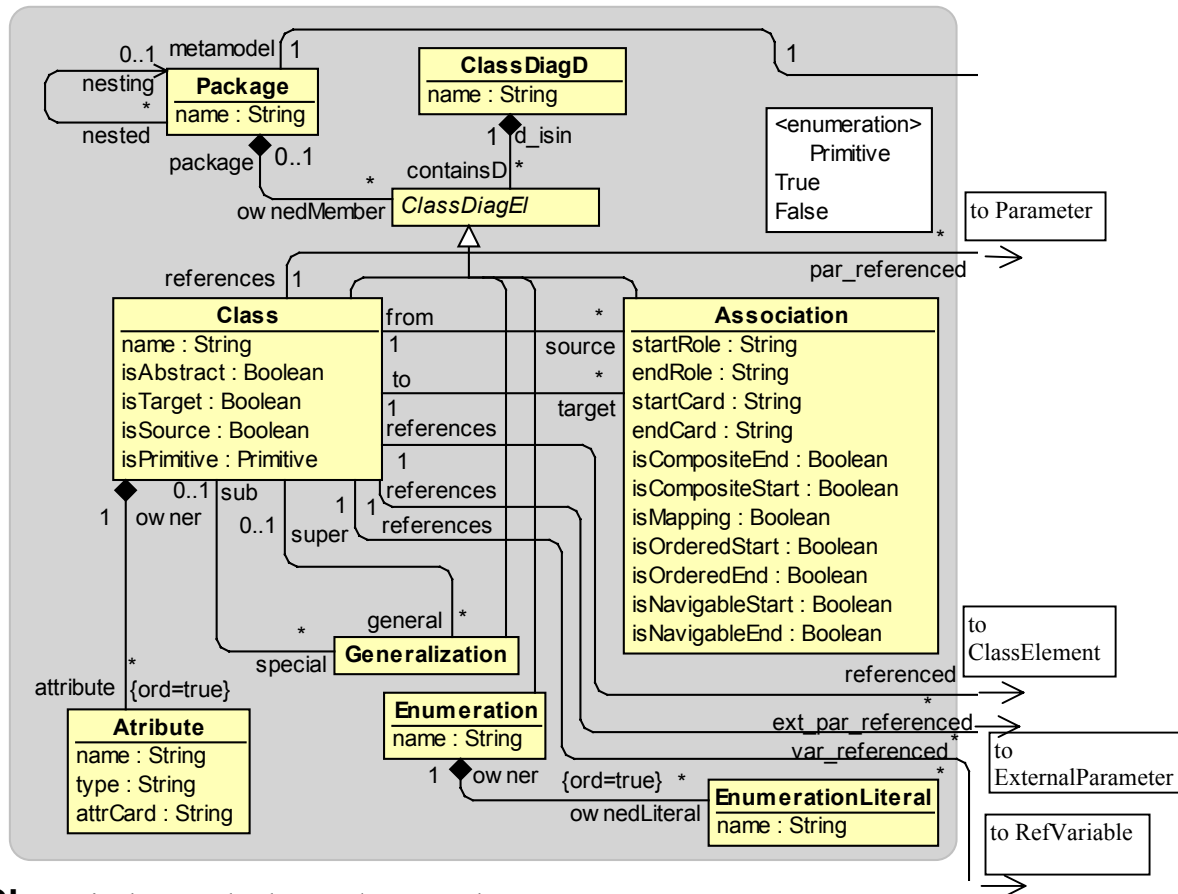 metamodel
1
1
0..1
nesting
*
nested
Package
name : String
ClassDiagD
name : String
<enumeration>
Primitive
True
False
package
0..1
1
d_isin
containsD
*
*
ownedMember
ClassDiagEl
to Parameter
*
par_referenced
references
1
Class
name : String
isAbstract : Boolean
isTarget : Boolean
isSource : Boolean
isPrimitive : Primitive
from
1
*
source
to
1
*
target
Association
startRole : String
endRole : String
startCard : String
endCard : String
isCompositeEnd : Boolean
isCompositeStart : Boolean
isMapping : Boolean
isOrderedStart : Boolean
isOrderedEnd : Boolean
isNavigableStart : Boolean
isNavigableEnd : Boolean
references
1
references
1
references
1
1
owner
0..1
sub
0..1
super
general
*
*
special
Generalization
to
ClassElement
referenced
*
attribute
*
{ord=true}
Atribute
name : String
type : String
attrCard : String
Enumeration
name : String
ext_par_referenced
*
var_referenced
*
to
ExternalParameter
1
owner
{ord=true}
*
ownedLiteral
EnumerationLiteral
name : String
to RefVariable